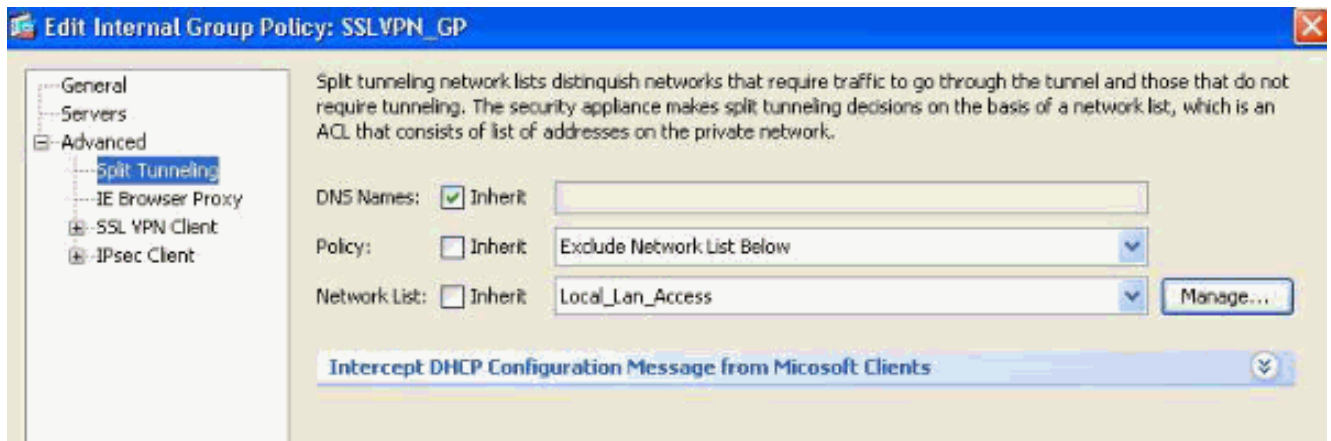 Edit Internal Group Policy: SSLVPN_GP
General
Servers
Advanced
Split Tunneling
IE Browser Proxy
SSL VPN Client
IPsec Client
Split tunneling network lists distinguish networks that require traffic to go through the tunnel and those that do not
require tunneling. The security appliance makes split tunneling decisions on the basis of a network list, which is an
ACL that consists of list of addresses on the private network.
DNS Names: Inherit
Policy: Inherit Exclude Network List Below
Network List: Inherit Local_Lan_Access Manage...
Intercept DHCP Configuration Message from Micosoft Clients